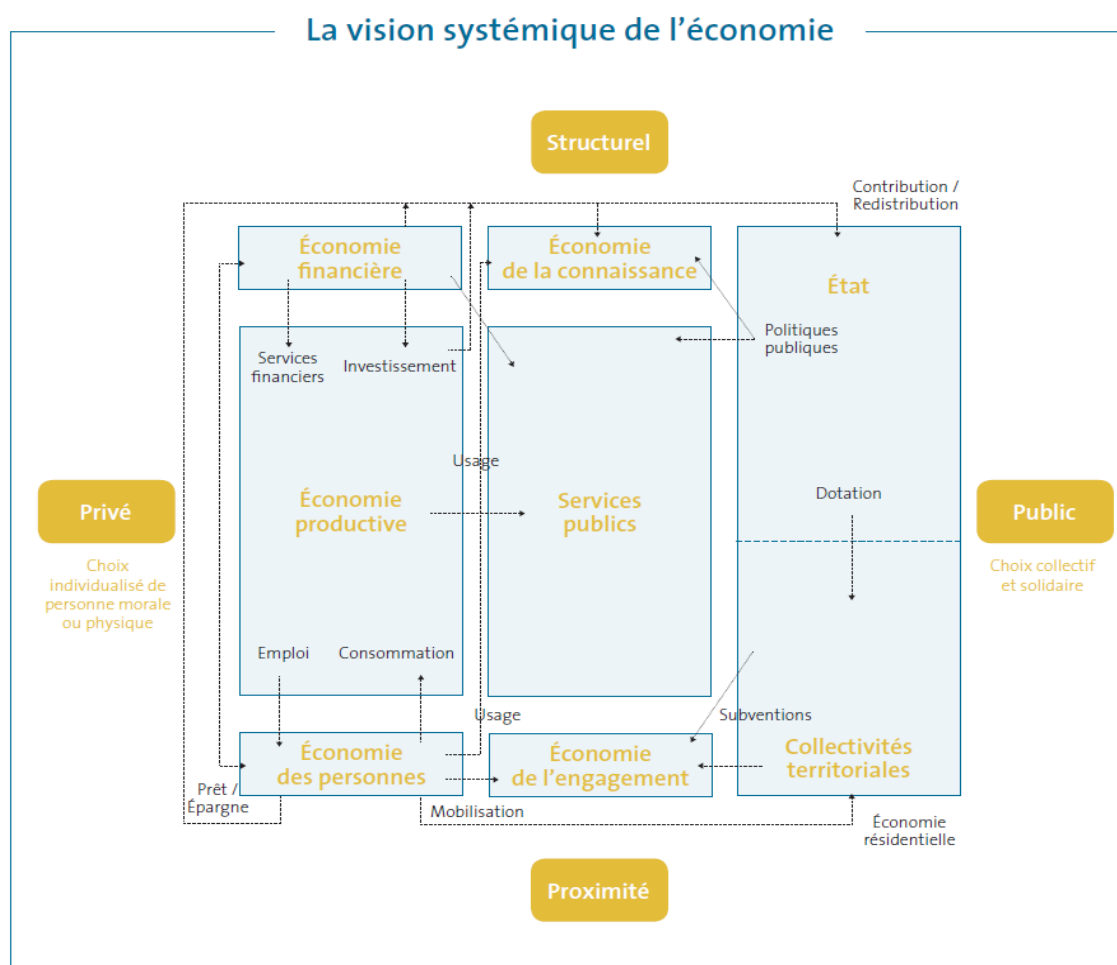 La vision systémique de l'économie
Structurel
Contribution /
Redistribution
Économie
financière
Économie
de la connaissance
État
Services
financiers
Investissement
Politiques
publiques
Usage
Économie
productive
Services
publics
Dotation
Privé
Choix
individualisé de
personne morale
ou physique
Public
Choix collectif
et solidaire
Emploi
Consommation
Usage
Subventions
Économie
des personnes
Économie
de l'engagement
Collectivités
territoriales
Prêt /
Épargne
Mobilisation
Économie
résidentielle
Proximité